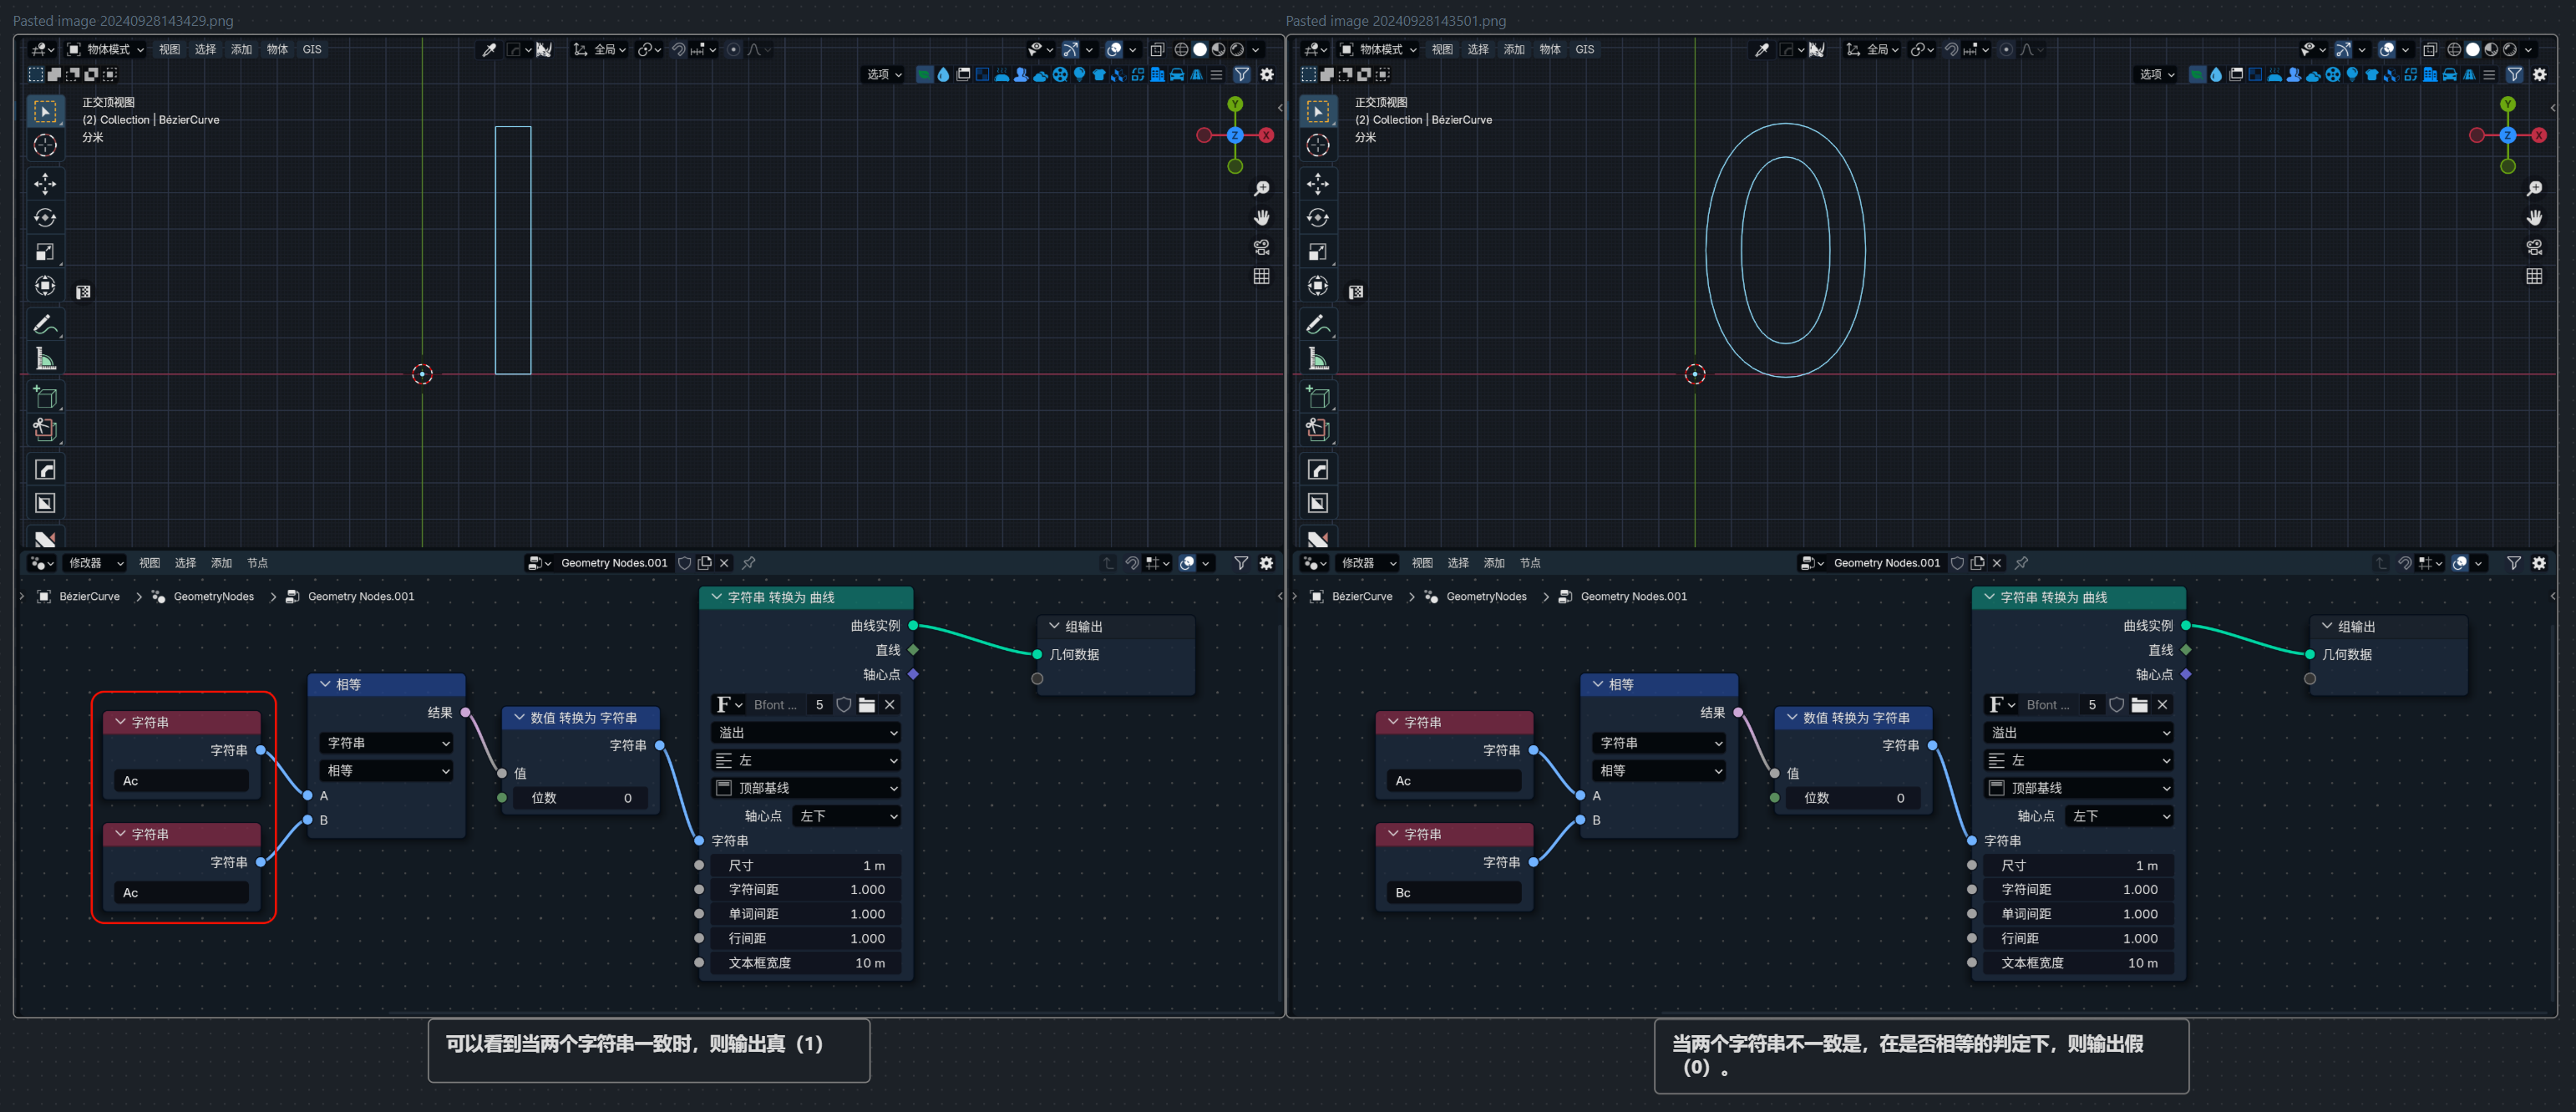 Pasted image 20240928143429.png
物体模式 视图 选择 添加 物体 GIS 全局
选项
正交顶视图
(2) Collection | BézierCurve
分米
Y
Z
X
修改器 视图 选择 添加 节点 Geometry Nodes.001
BézierCurve > GeometryNodes > Geometry Nodes.001
字符串
字符串
Ac
字符串
字符串
Ac
相等
结果
字符串
相等
A
B
数值 转换为 字符串
字符串
值
位数 0
字符串 转换为 曲线
曲线实例
直线
轴心点
F Bfont ... 5
溢出
左
顶部基线
轴心点 左下
字符串
尺寸 1 m
字符间距 1.000
单词间距 1.000
行间距 1.000
文本框宽度 10 m
组输出
几何数据
可以看到当两个字符串一致时，则输出真（1）
Pasted image 20240928143501.png
物体模式 视图 选择 添加 物体 GIS 全局
选项
正交顶视图
(2) Collection | BézierCurve
分米
0
Y
Z
X
修改器 视图 选择 添加 节点 Geometry Nodes.001
BézierCurve > GeometryNodes > Geometry Nodes.001
字符串
字符串
Ac
字符串
字符串
Bc
相等
结果
字符串
相等
A
B
数值 转换为 字符串
字符串
值
位数 0
字符串 转换为 曲线
曲线实例
直线
轴心点
F Bfont ... 5
溢出
左
顶部基线
轴心点 左下
字符串
尺寸 1 m
字符间距 1.000
单词间距 1.000
行间距 1.000
文本框宽度 10 m
组输出
几何数据
当两个字符串不一致是，在是否相等的判定下，则输出假
（0）。